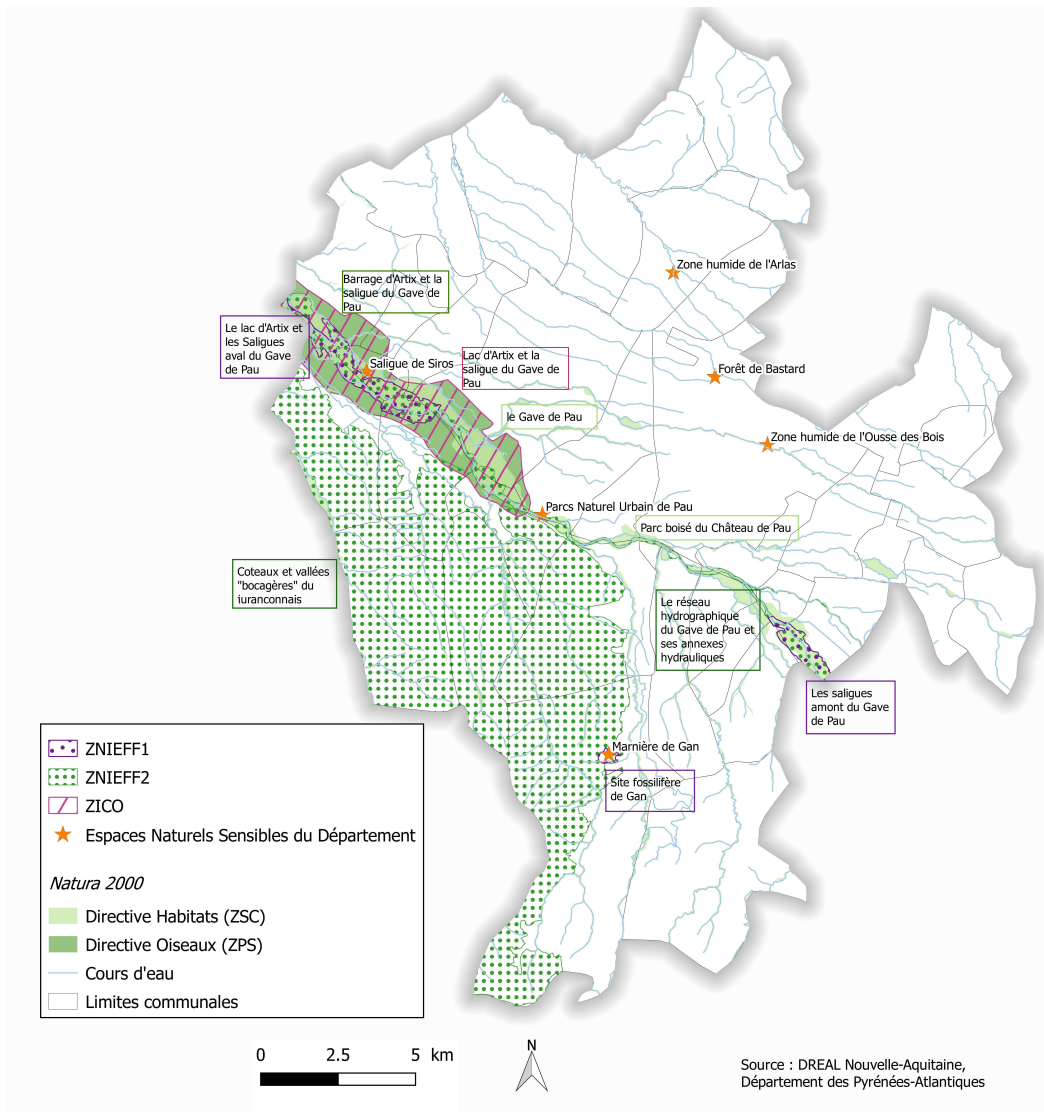 Zone humide de l'Arlas
Barrage d'Artix et la
saligue du Gave de
Pau
Le lac d'Artix et
les Saligues
aval du Gave
de Pau
Saligue de Siros
Lac d'Artix et la
saligue du Gave de
Pau
Forêt de Bastard
le Gave de Pau
Zone humide de l'Ousse des Bois
Parcs Naturel Urbain de Pau
Parc boisé du Château de Pau
Coteaux et vallées
"bocagères" du
iuranconnais
Le réseau
hydrographique
du Gave de Pau et
ses annexes
hydrauliques
Les saligues
amont du Gave
de Pau
Marnière de Gan
Site fossilifère
de Gan
ZNIEFF1
ZNIEFF2
ZICO
Espaces Naturels Sensibles du Département
Natura 2000
Directive Habitats (ZSC)
Directive Oiseaux (ZPS)
Cours d'eau
Limites communales
0 2.5 5 km
N
Source : DREAL Nouvelle-Aquitaine,
Département des Pyrénées-Atlantiques